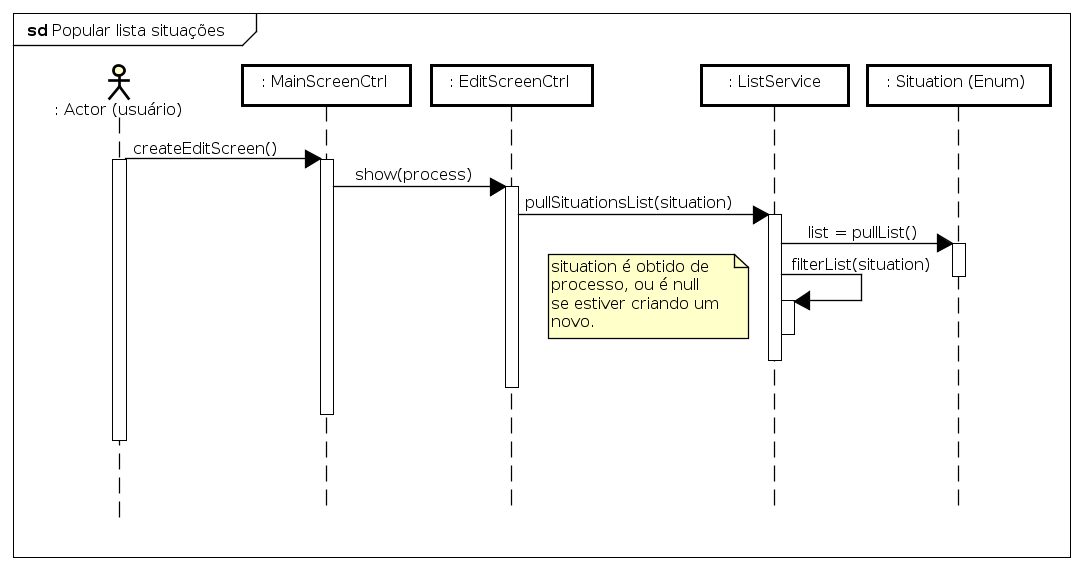 sd Popular lista situações
: Actor (usuário)
: MainScreenCtrl
: EditScreenCtrl
: ListService
: Situation (Enum)
createEditScreen()
show(process)
pullSituationsList(situation)
list = pullList()
filterList(situation)
situation é obtido de
processo, ou é null
se estiver criando um
novo.